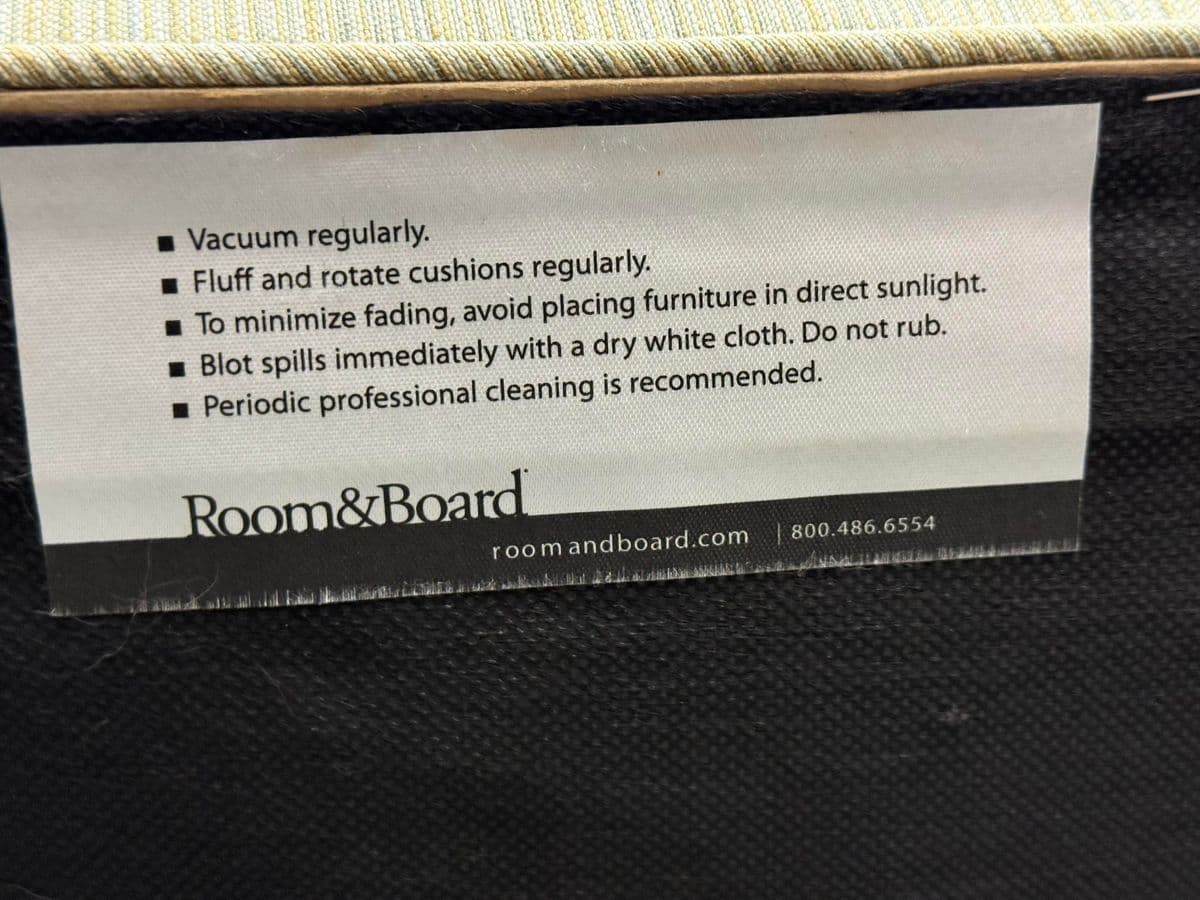 ■ Vacuum regularly.
■ Fluff and rotate cushions regularly.
■ To minimize fading, avoid placing furniture in direct sunlight.
■ Blot spills immediately with a dry white cloth. Do not rub.
■ Periodic professional cleaning is recommended.
Room&Board
roomandboard.com | 800.486.6554